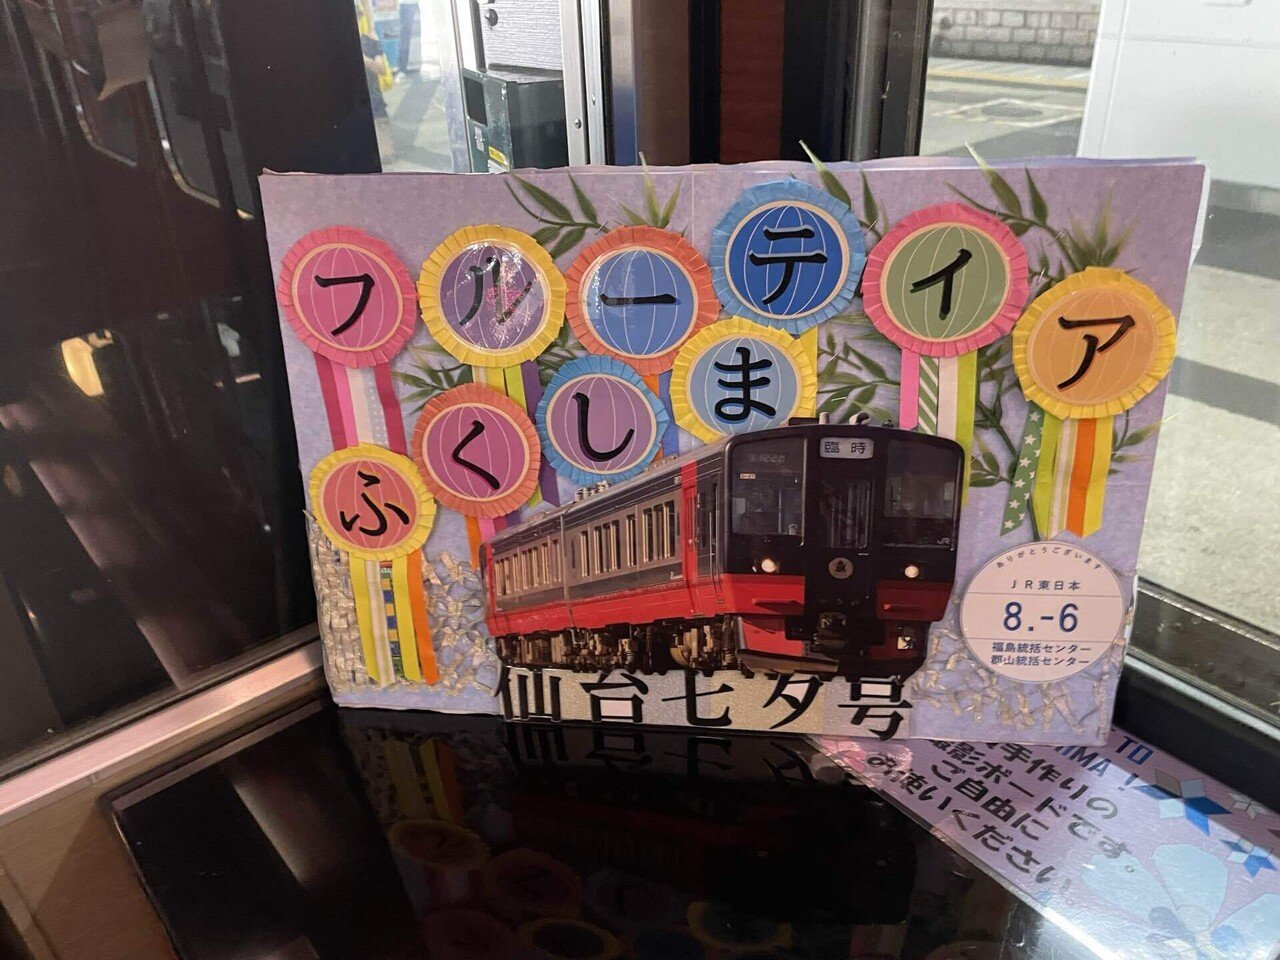 フルーティア
ふくしま
臨時
ありがとうございます
JR東日本
8.-6
福島統括センター
郡山統括センター
仙台七夕号
TO
IMA!
手作りの
撮影ボードです。
ご自由に
お使いください